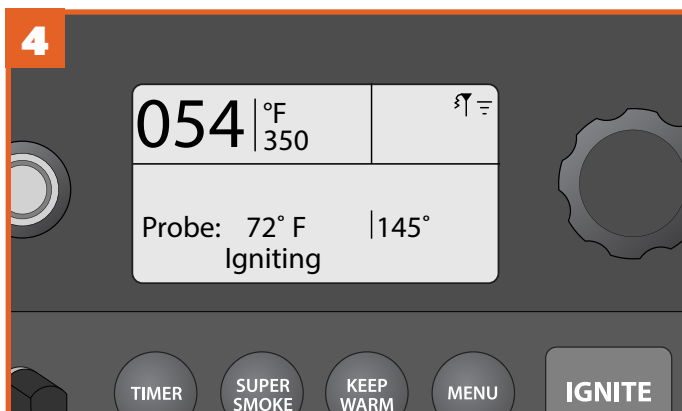 4
054 °F
350
Probe: 72° F 145°
Igniting
TIMER
SUPER
SMOKE
KEEP
WARM
MENU
IGNITE